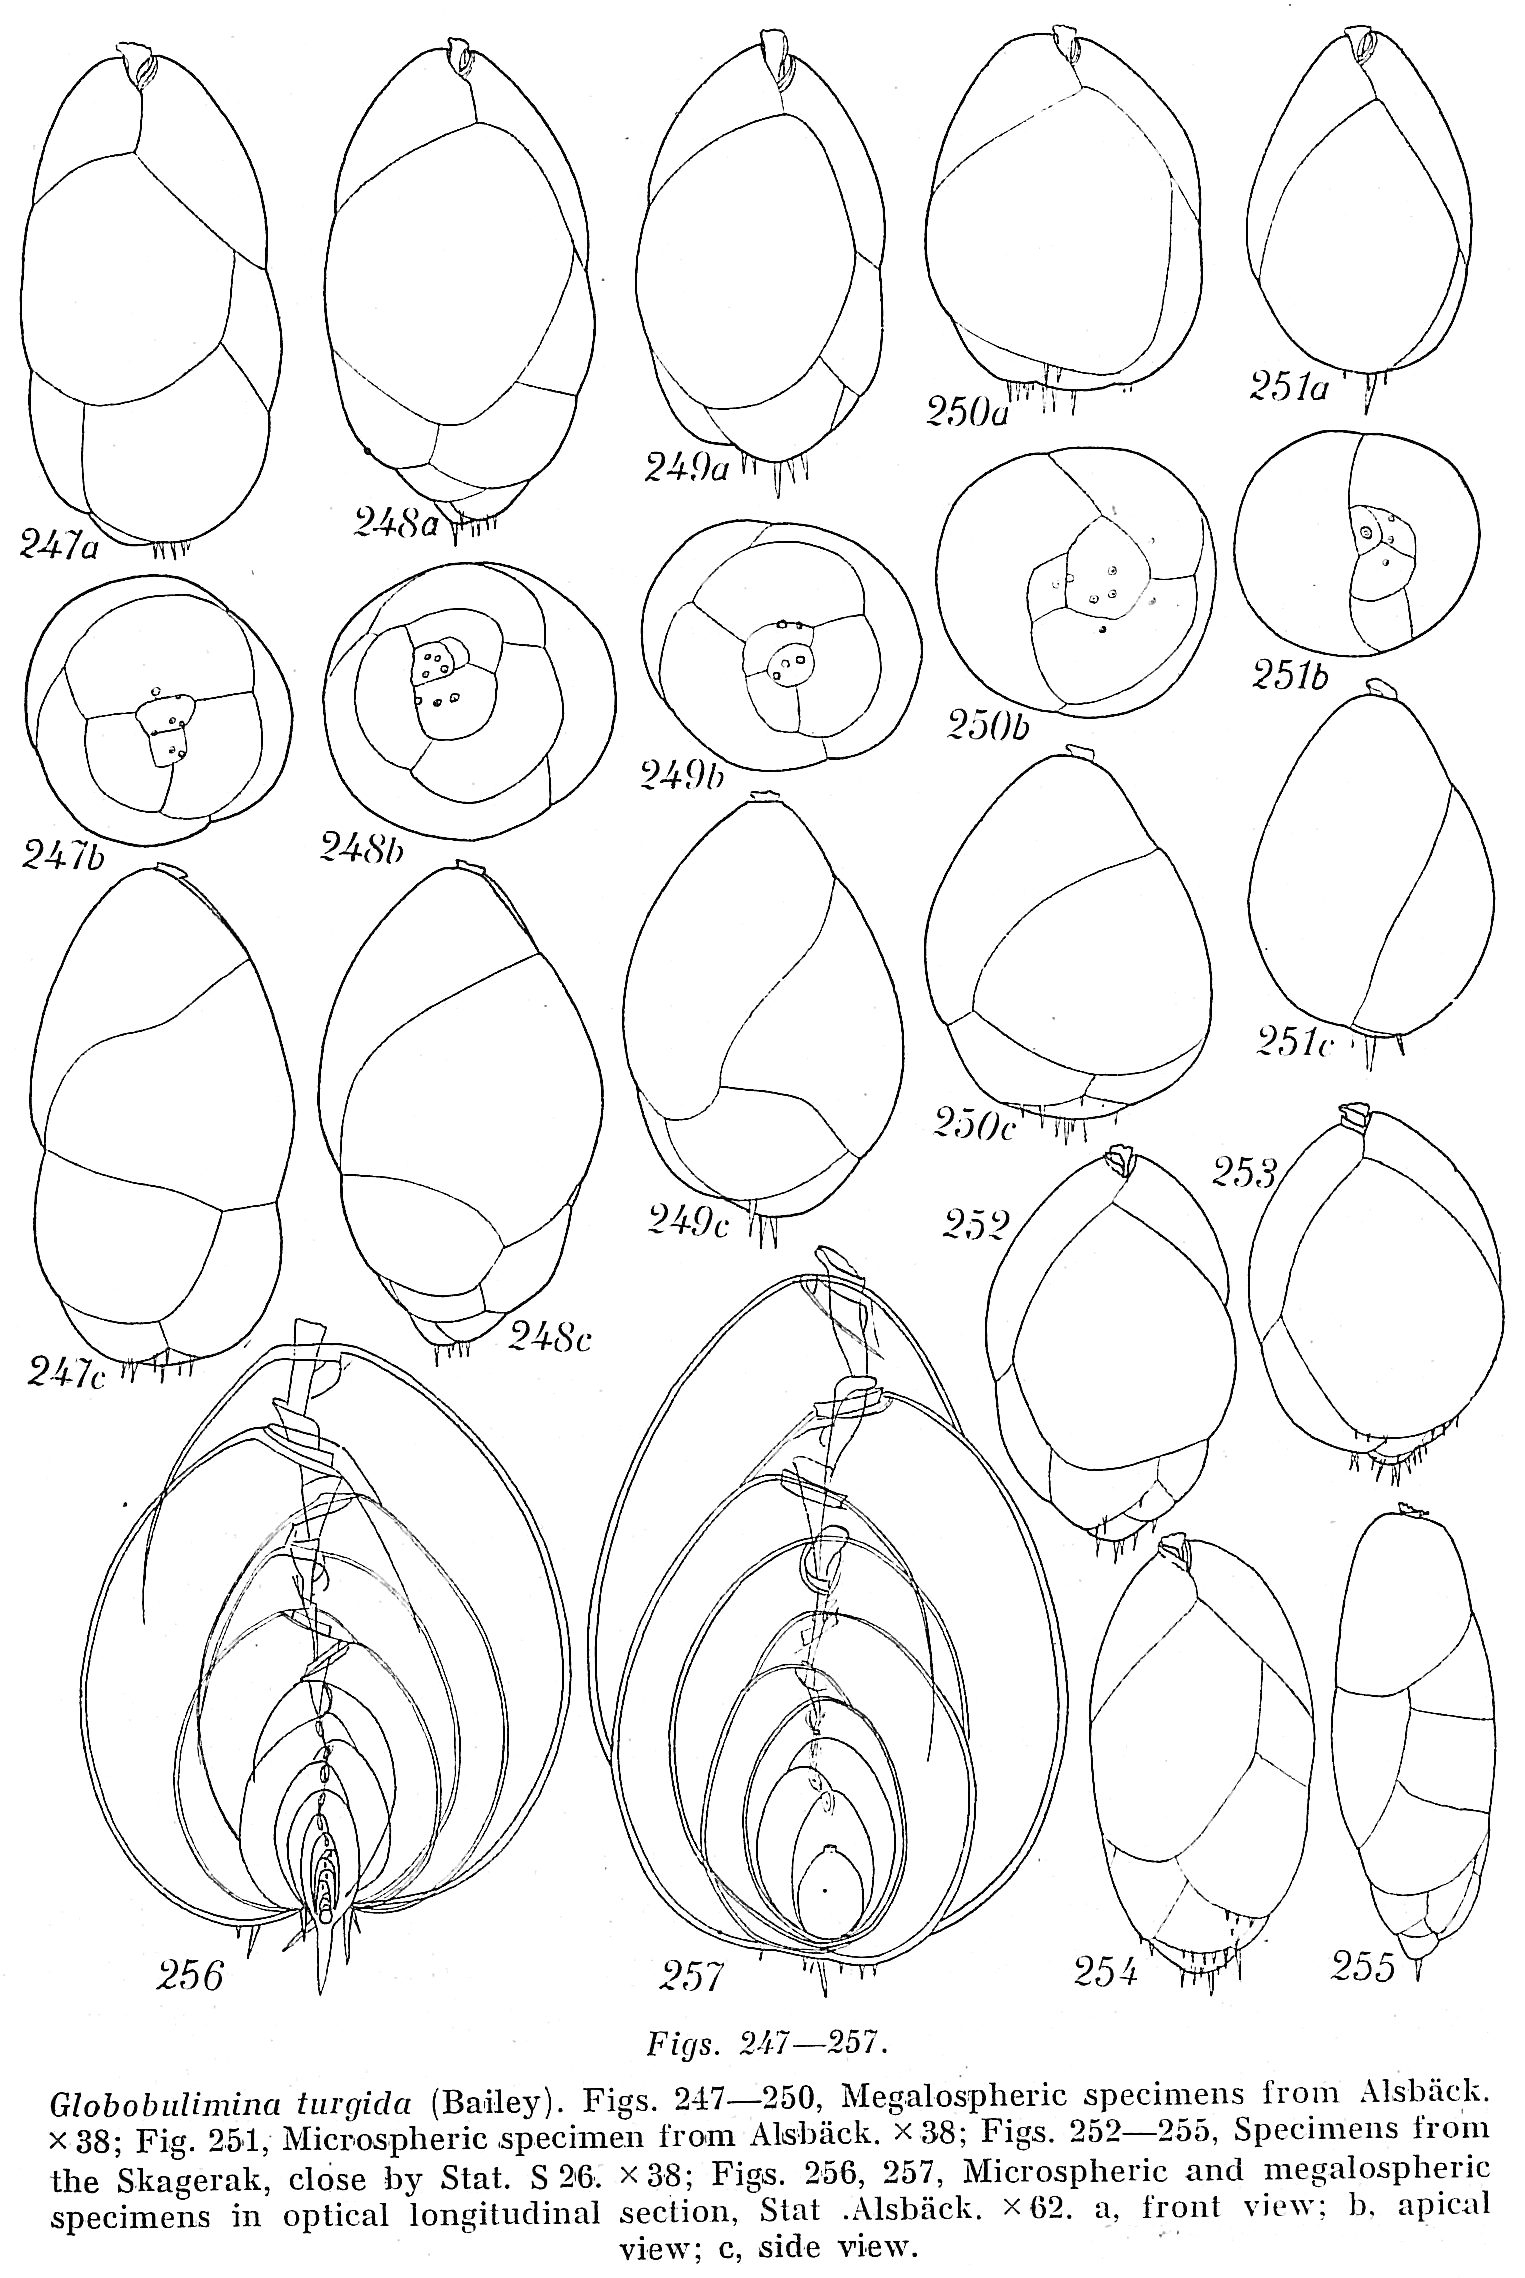 250a
251a
249a
248a
247a
251b
250b
249b
248b
247b
251c
250c
253
249c
252
248c
247c
256
257
254
255
Figs. 247—257.
Globobulimina turgida (Bailey). Figs. 247—250, Megalospheric specimens from Alsbäck.
× 38; Fig. 251, Microspheric specimen from Alsbäck. × 38; Figs. 252—255, Specimens from
the Skagerak, close by Stat. S 26. × 38; Figs. 256, 257, Microspheric and megalospheric
specimens in optical longitudinal section, Stat .Alsbäck. × 62. a, front view; b, apical
view; c, side view.